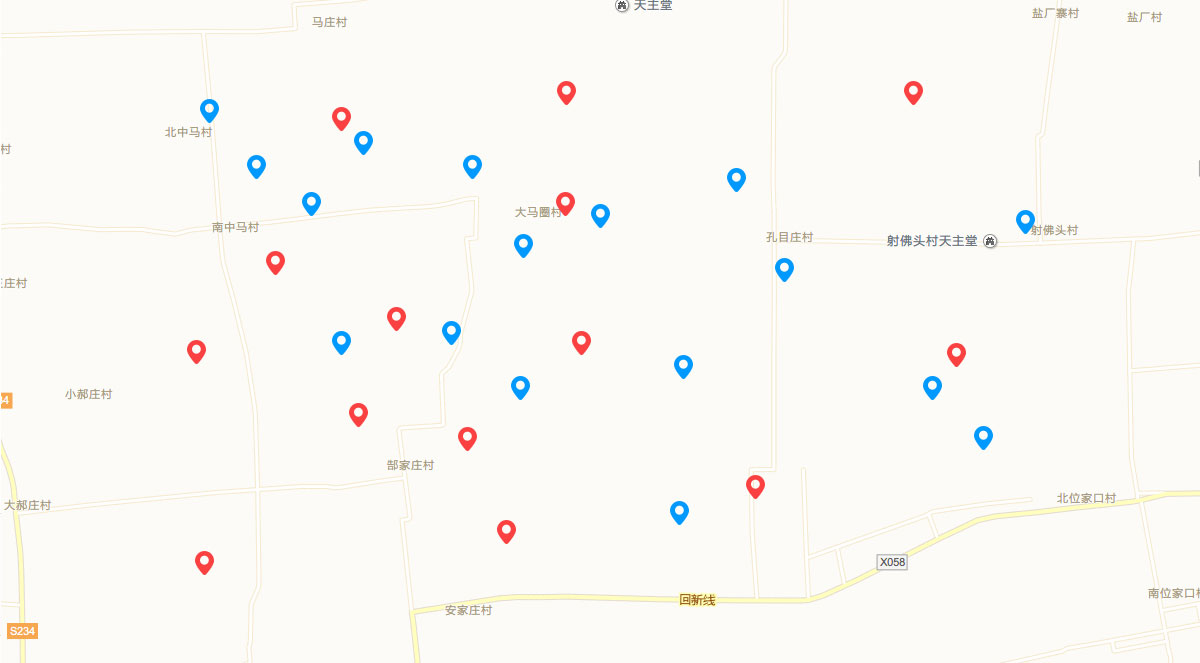 天主堂
盐厂寨村
盐厂村
马庄村
北中马村
村
大马圈村
南中马村
射佛头村
孔目庄村
射佛头村天主堂
庄村
小郝庄村
郜家庄村
北位家口村
大郝庄村
X058
南位家口村
回新线
安家庄村
S234